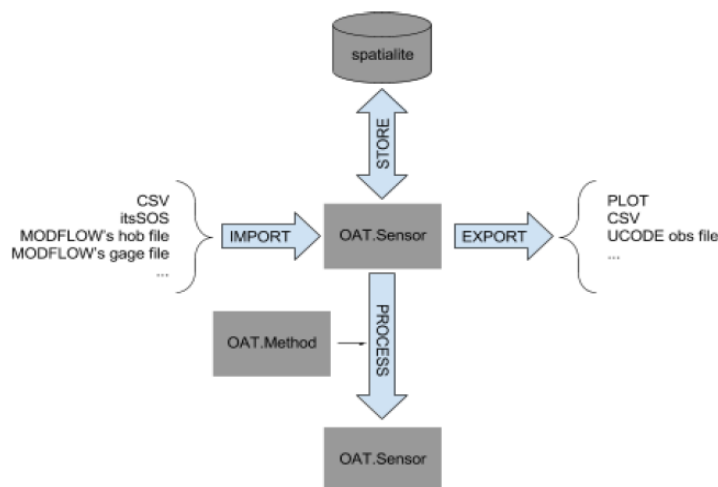 spatialite
STORE
CSV
itsSOS
MODFLOW's hob file
MODFLOW's gage file
...
IMPORT
OAT.Sensor
EXPORT
PLOT
CSV
UCODE obs file
...
OAT.Method
PROCESS
OAT.Sensor